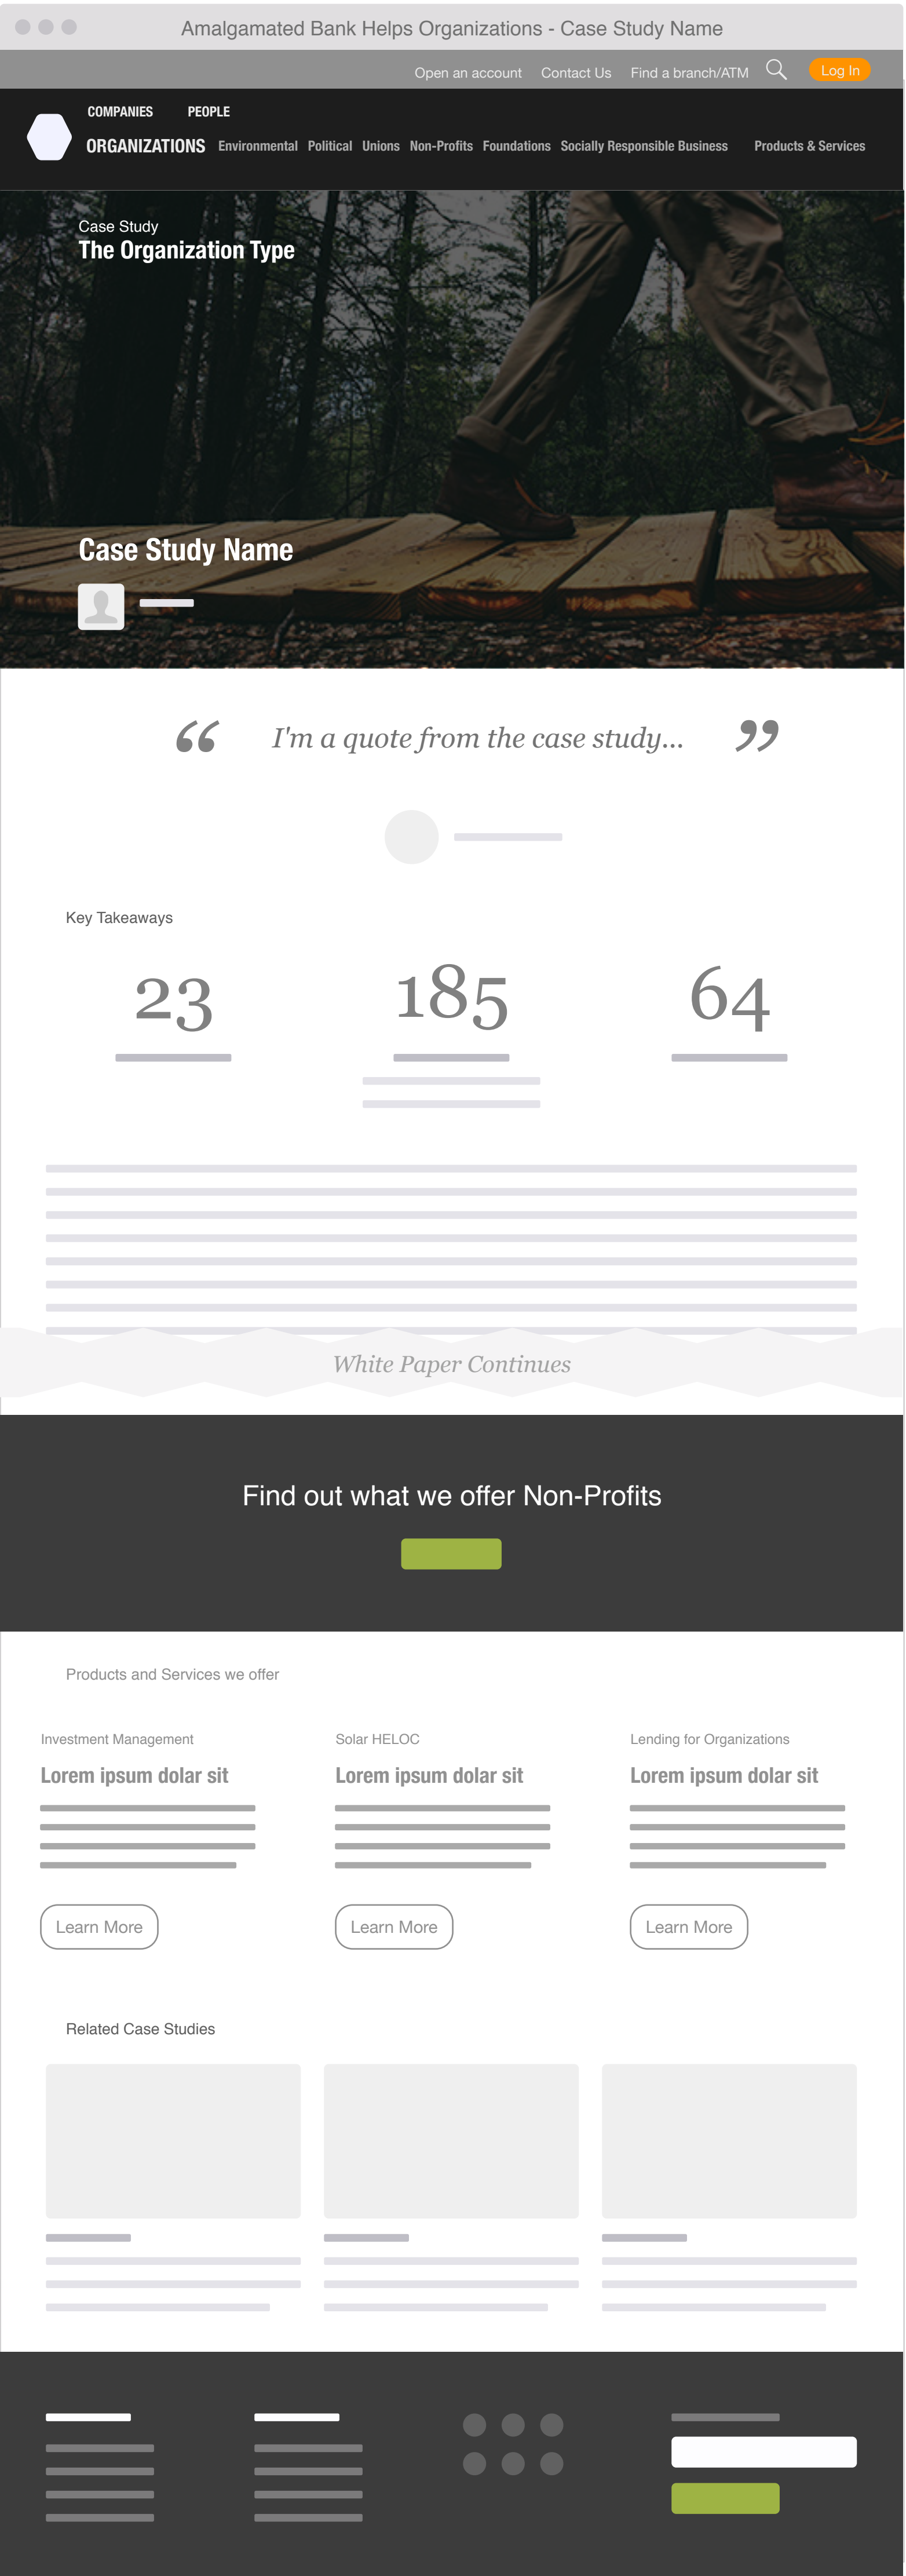 Amalgamated Bank Helps Organizations - Case Study Name
Open an account Contact Us Find a branch/ATM Log In
COMPANIES PEOPLE
ORGANIZATIONS Environmental Political Unions Non-Profits Foundations Socially Responsible Business Products & Services
Case Study
The Organization Type
Case Study Name
“ I'm a quote from the case study... ”
Key Takeaways
23 185 64
White Paper Continues
Find out what we offer Non-Profits
Products and Services we offer
Investment Management Solar HELOC Lending for Organizations
Lorem ipsum dolar sit Lorem ipsum dolar sit Lorem ipsum dolar sit
Learn More Learn More Learn More
Related Case Studies